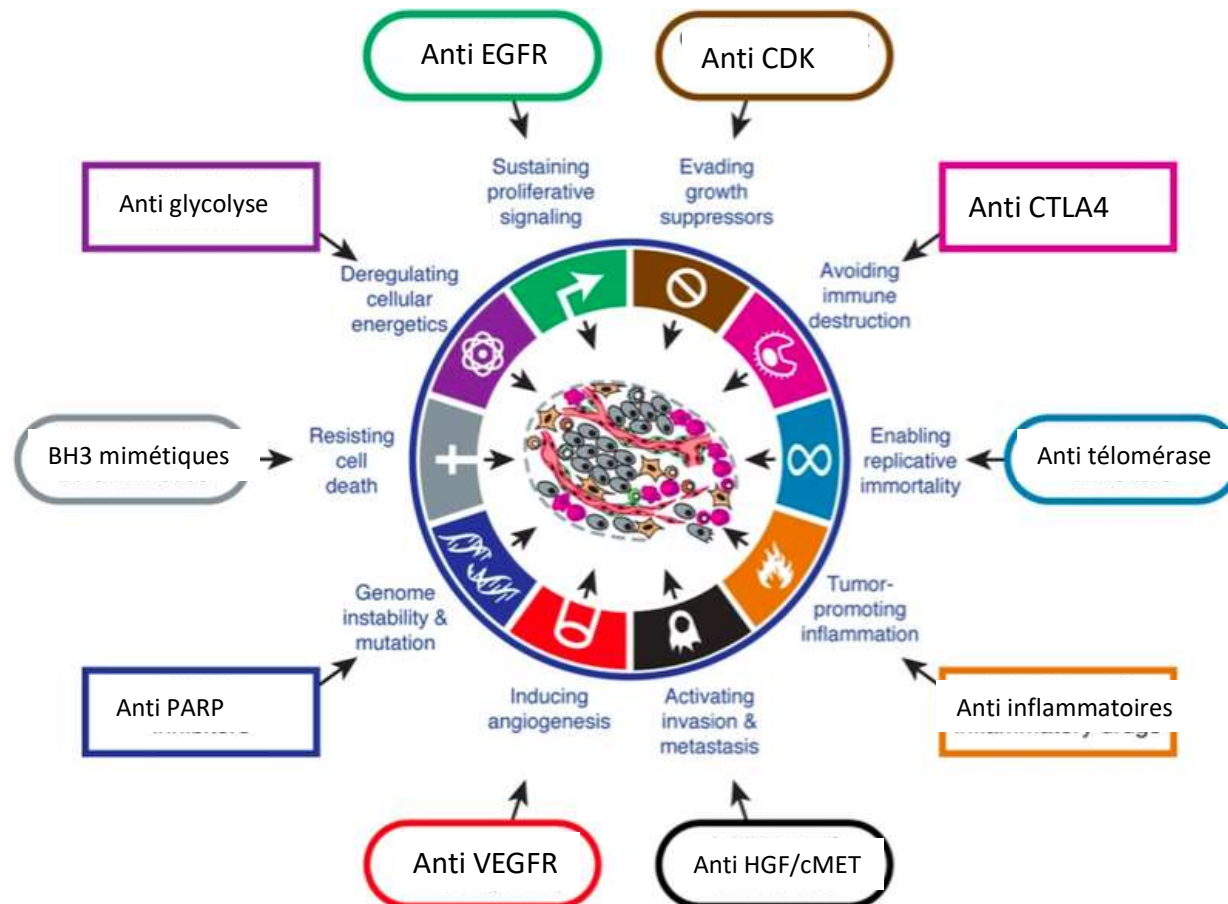 Anti EGFR
Anti CDK
Sustaining
proliferative
signaling
Evading
growth
suppressors
Anti glycolyse
Anti CTLA4
Deregulating
cellular
energetics
Avoiding
immune
destruction
BH3 mimétiques
Resisting
cell
death
Enabling
replicative
immortality
Anti télomérase
Genome
instability &
mutation
Tumor-
promoting
inflammation
Anti PARP
Inducing
angiogenesis
Activating
invasion &
metastasis
Anti inflammatoires
Anti VEGFR
Anti HGF/cMET